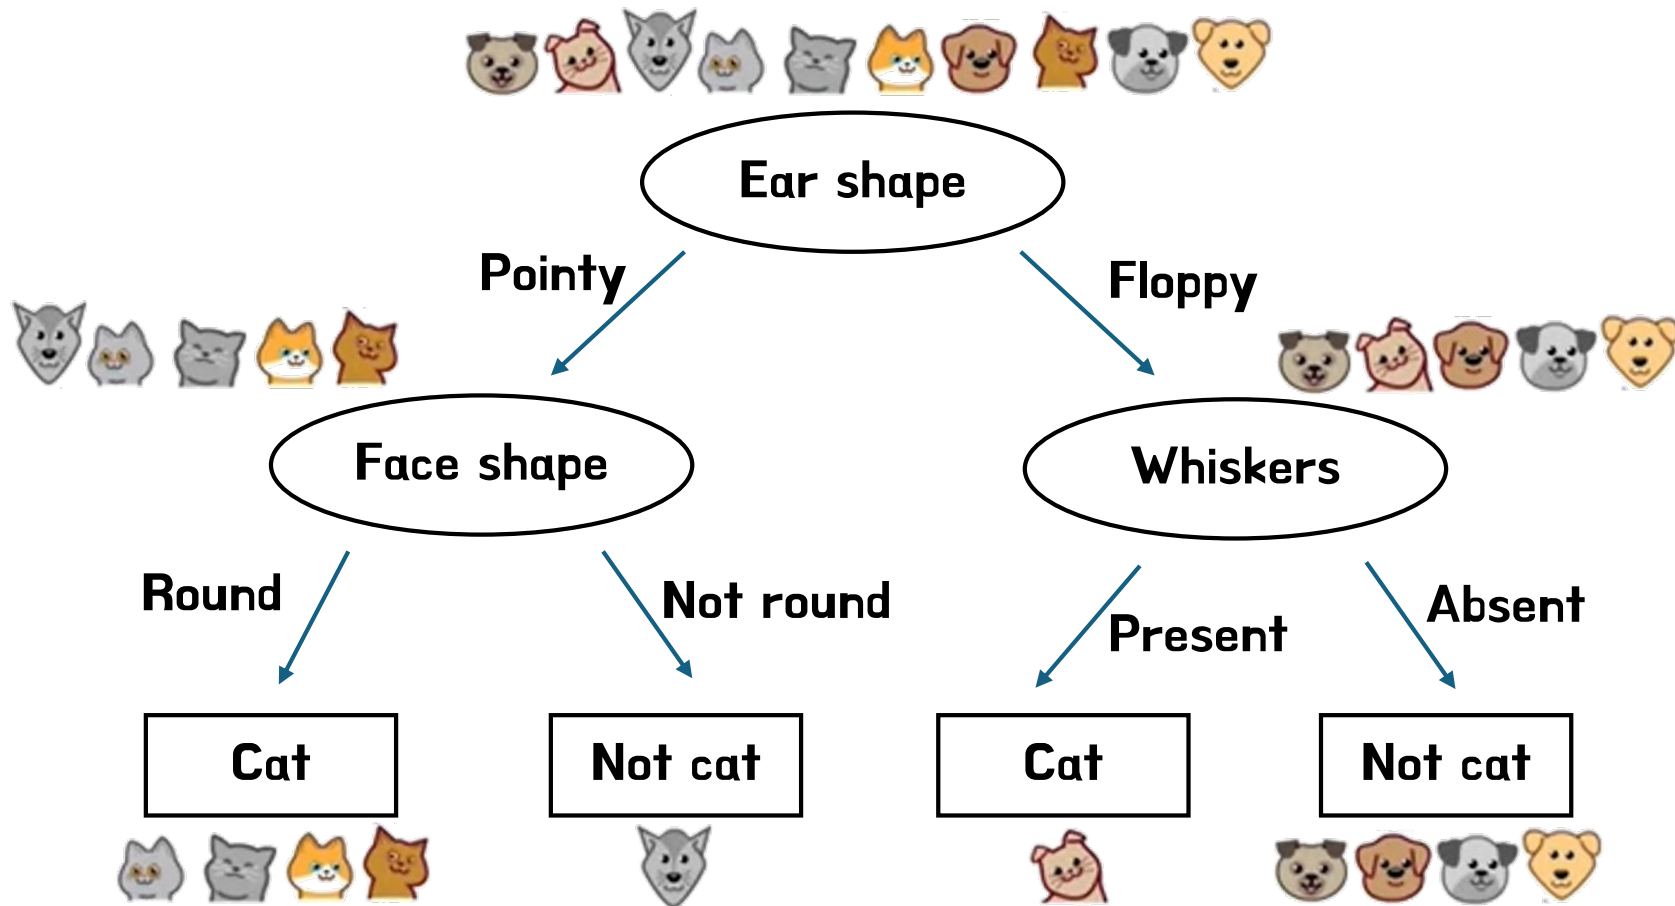 Ear shape
Pointy
Floppy
Face shape
Whiskers
Round
Not round
Present
Absent
Cat
Not cat
Cat
Not cat